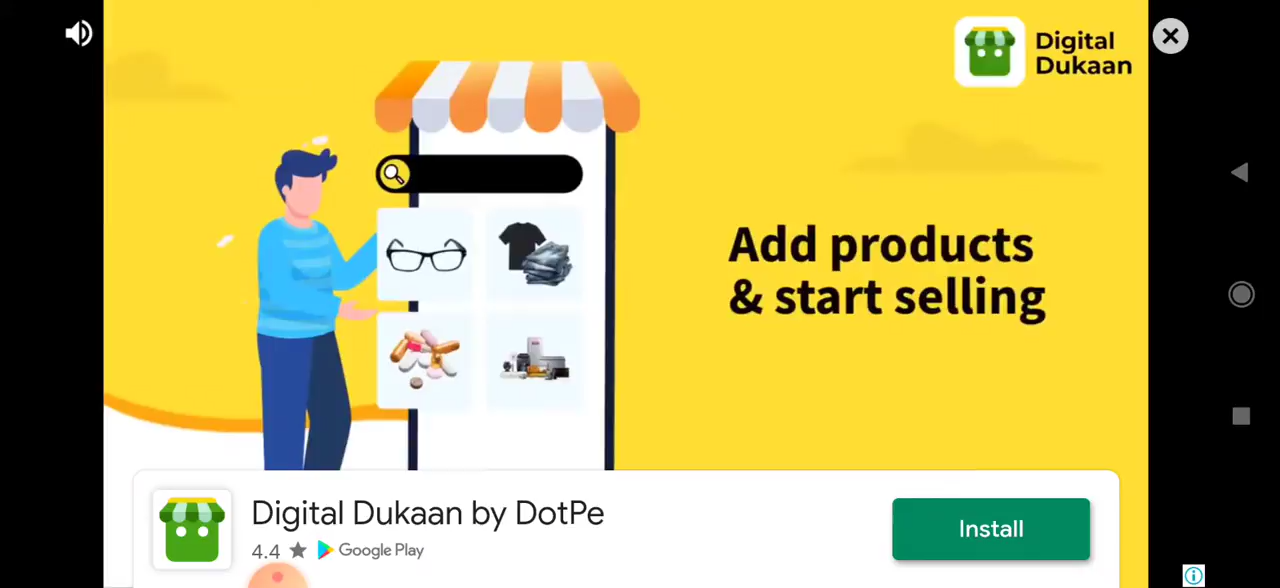 Digital
Dukaan
Add products
& start selling
Digital Dukaan by DotPe
4.4 ★ Google Play
Install